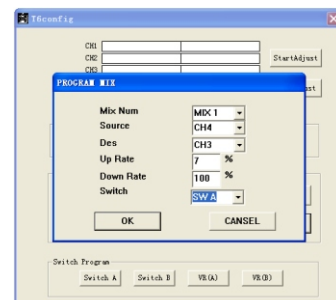 T6config
CH1
CH2
CH3
StartAdjust
PROGRAM MIX
Mix Num MIX 1
Source CH4
Des CH3
Up Rate 7 %
Down Rate 100 %
Switch SW A
OK CANSEL
Switch Program
Switch A Switch B VR(A) VR(B)